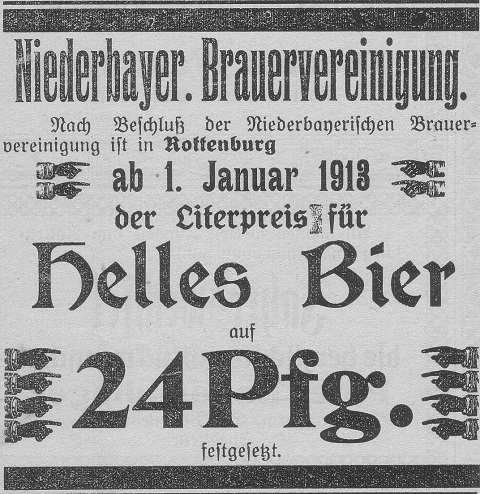 Niederbayer. Brauervereinigung.
Nach Beschluß der Niederbayerischen Brauer-
vereinigung ist in Rottenburg
ab 1. Januar 1913
der Literpreis für
Helles Bier
auf
24 Pfg.
festgesetzt.